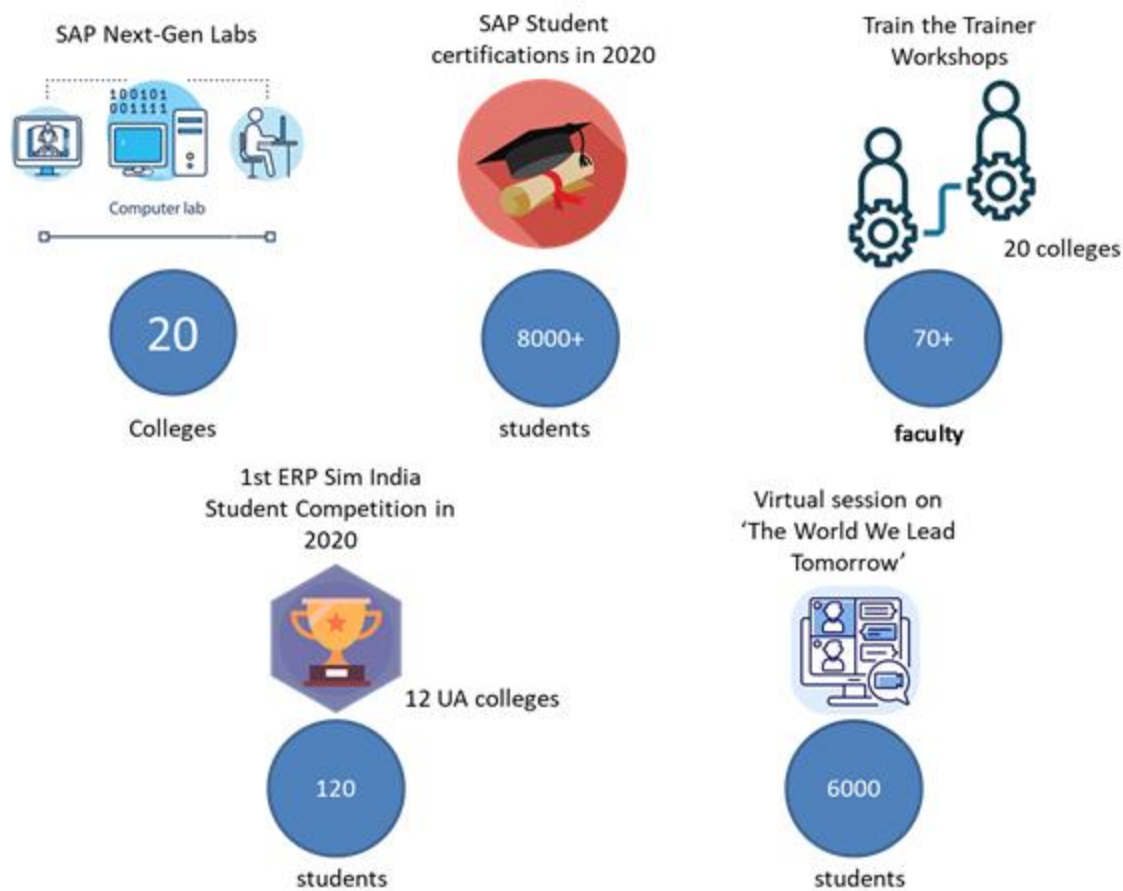 SAP Next-Gen Labs
100101
001111
Computer lab
20
Colleges
SAP Student
certifications in 2020
8000+
students
Train the Trainer
Workshops
20 colleges
70+
faculty
1st ERP Sim India
Student Competition in
2020
12 UA colleges
120
students
Virtual session on
‘The World We Lead
Tomorrow’
6000
students